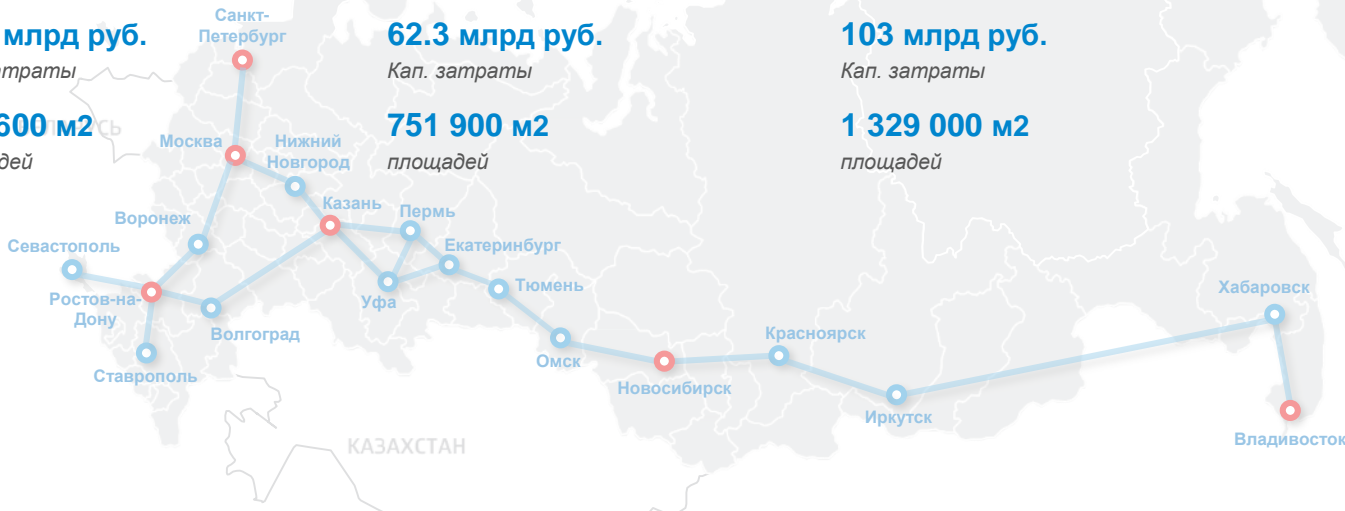 Санкт-
Петербург
млрд руб.
62.3 млрд руб.
103 млрд руб.
Кап. затраты
Кап. затраты
600 м2
751 900 м2
1 329 000 м2
площадей
площадей
Москва
Нижний
Новгород
Казань
Пермь
Воронеж
Севастополь
Екатеринбург
Тюмень
Уфа
Ростов-на-
Дону
Волгоград
Хабаровск
Красноярск
Омск
Ставрополь
Новосибирск
Иркутск
Владивосток
КАЗАХСТАН